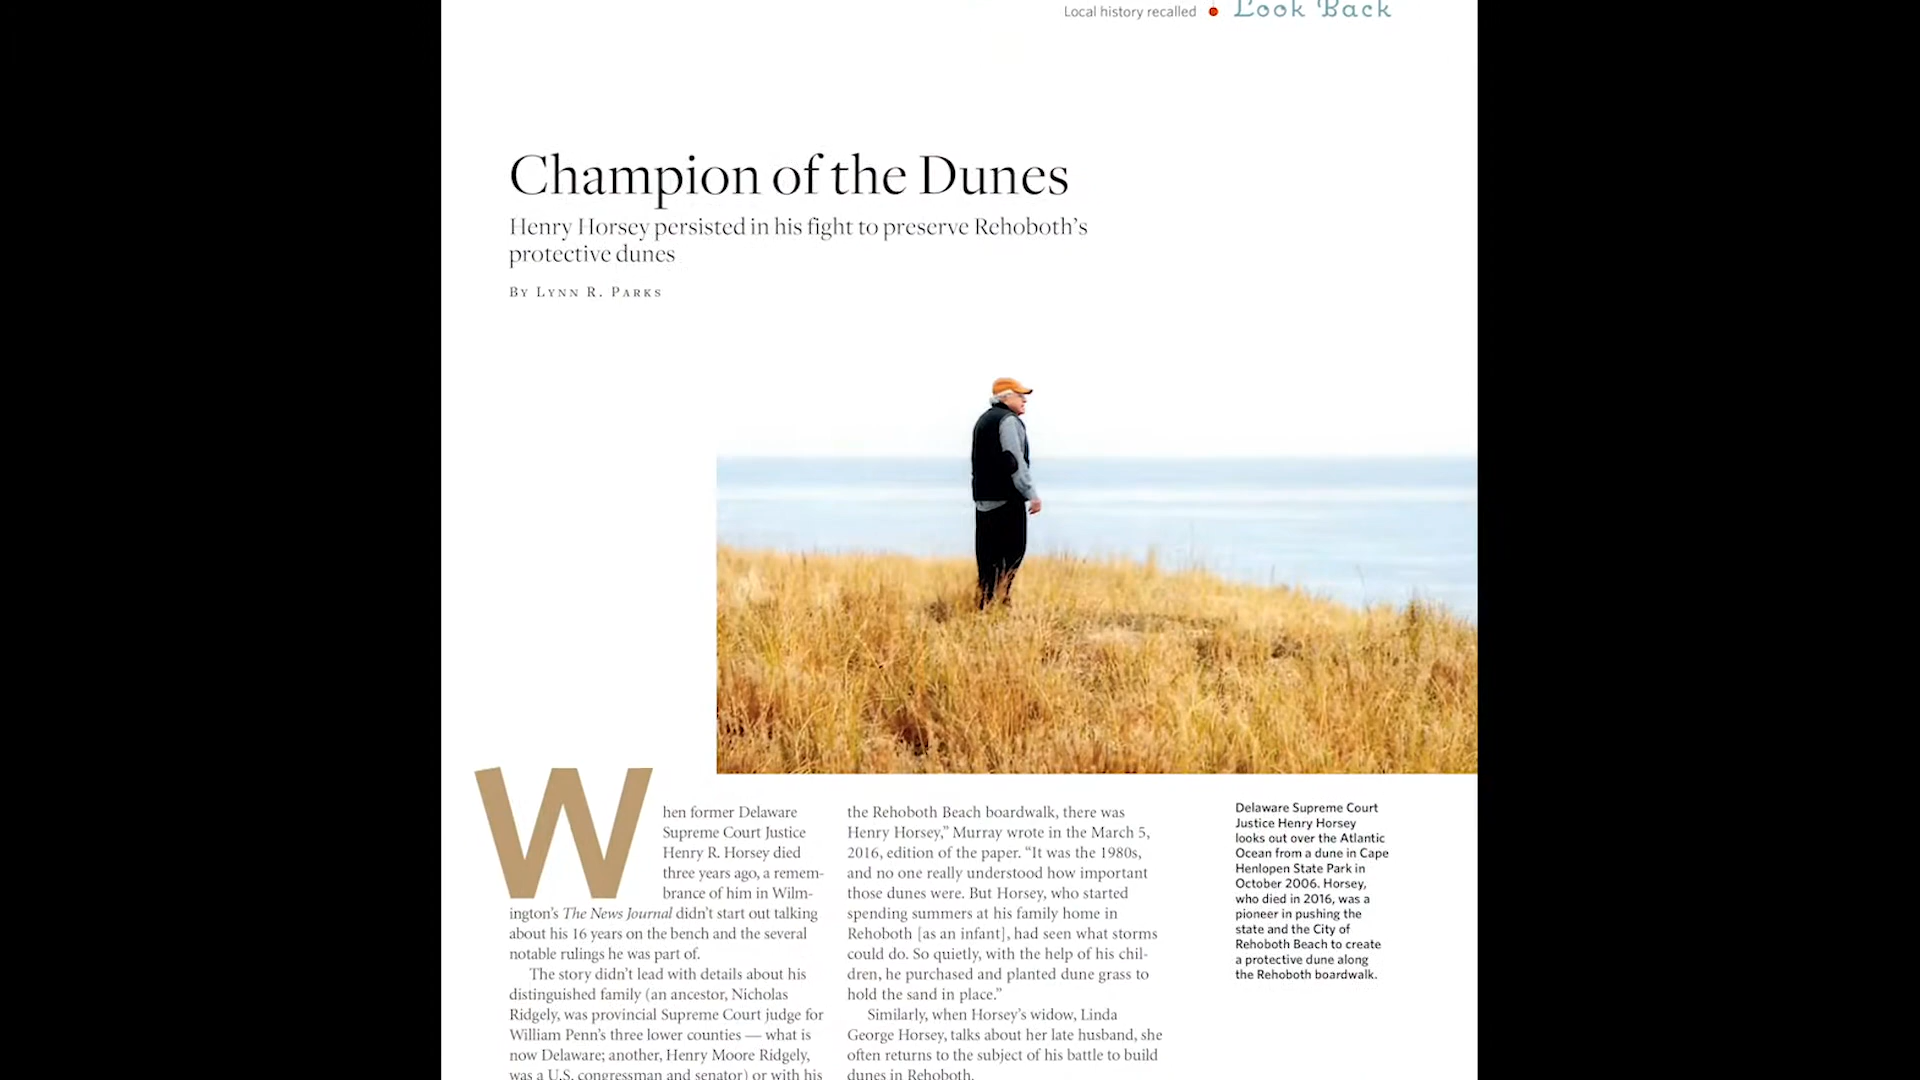 Local history recalled • Look Back
Champion of the Dunes
Henry Horsey persisted in his fight to preserve Rehoboth's
protective dunes
By Lynn R. Parks
When former Delaware
Supreme Court Justice
Henry R. Horsey died
three years ago, a remem-
brance of him in Wilm-
ington's The News Journal didn't start out talking
about his 16 years on the bench and the several
notable rulings he was part of.
The story didn't lead with details about his
distinguished family (an ancestor, Nicholas
Ridgely, was provincial Supreme Court judge for
William Penn's three lower counties — what is
now Delaware; another, Henry Moore Ridgely,
was a U.S. congressman and senator) or with his
the Rehoboth Beach boardwalk, there was
Henry Horsey,” Murray wrote in the March 5,
2016, edition of the paper. “It was the 1980s,
and no one really understood how important
those dunes were. But Horsey, who started
spending summers at his family home in
Rehoboth [as an infant], had seen what storms
could do. So quietly, with the help of his chil-
dren, he purchased and planted dune grass to
hold the sand in place.”
Similarly, when Horsey's widow, Linda
George Horsey, talks about her late husband, she
often returns to the subject of his battle to build
dunes in Rehoboth.
Delaware Supreme Court
Justice Henry Horsey
looks out over the Atlantic
Ocean from a dune in Cape
Henlopen State Park in
October 2006. Horsey,
who died in 2016, was a
pioneer in pushing the
state and the City of
Rehoboth Beach to create
a protective dune along
the Rehoboth boardwalk.